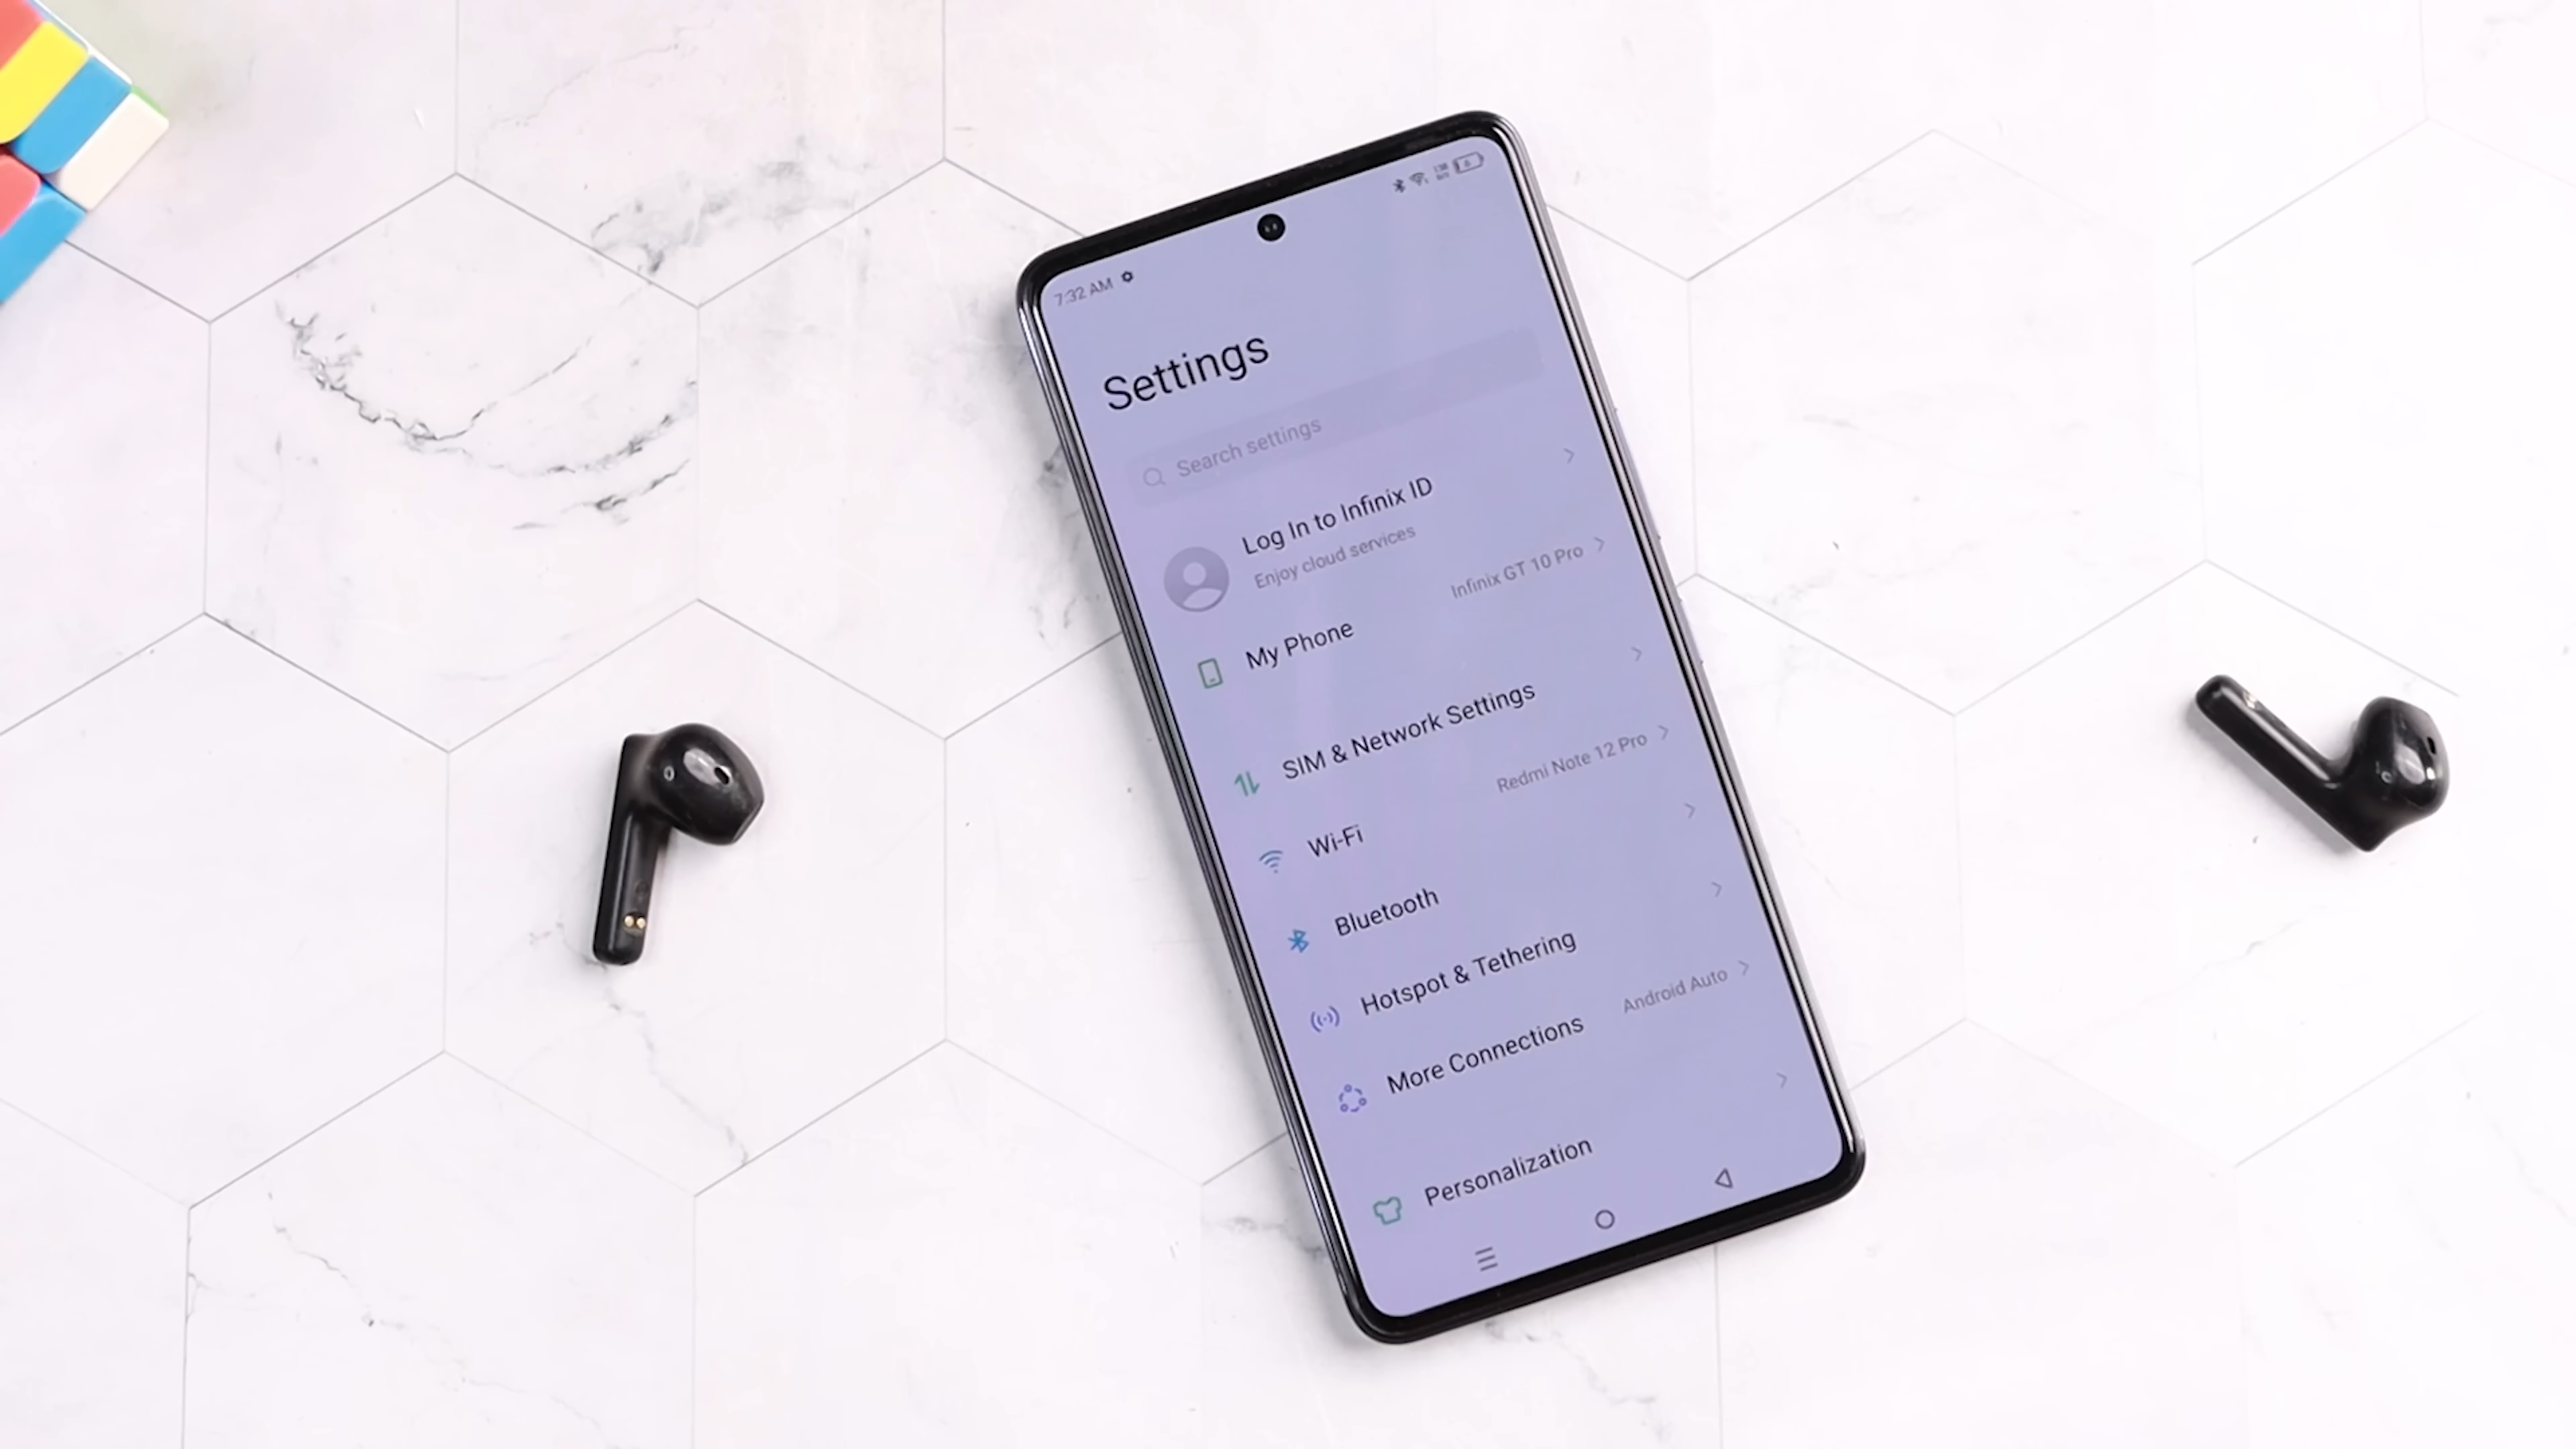 7:32 AM
Settings
Search settings
Log In to Infinix ID
Enjoy cloud services
My Phone
Infinix GT 10 Pro
SIM & Network Settings
Wi-Fi
Redmi Note 12 Pro
Bluetooth
Hotspot & Tethering
More Connections
Android Auto
Personalization